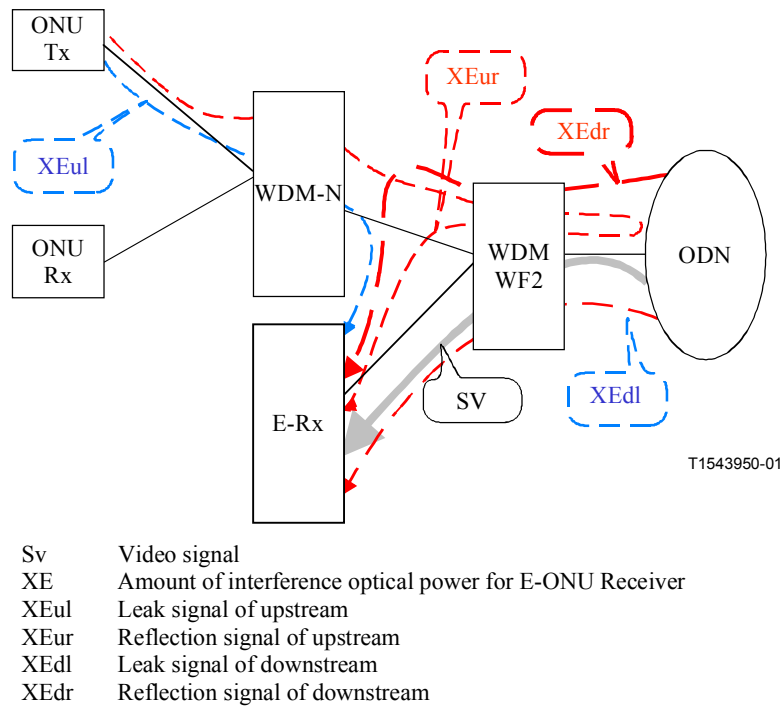 ONU
Tx
XEur
XEdr
XEul
WDM-N
ONU
Rx
WDM
WF2
ODN
SV
XEdl
E-Rx
T1543950-01
Sv Video signal
XE Amount of interference optical power for E-ONU Receiver
XEul Leak signal of upstream
XEur Reflection signal of upstream
XEdl Leak signal of downstream
XEdr Reflection signal of downstream